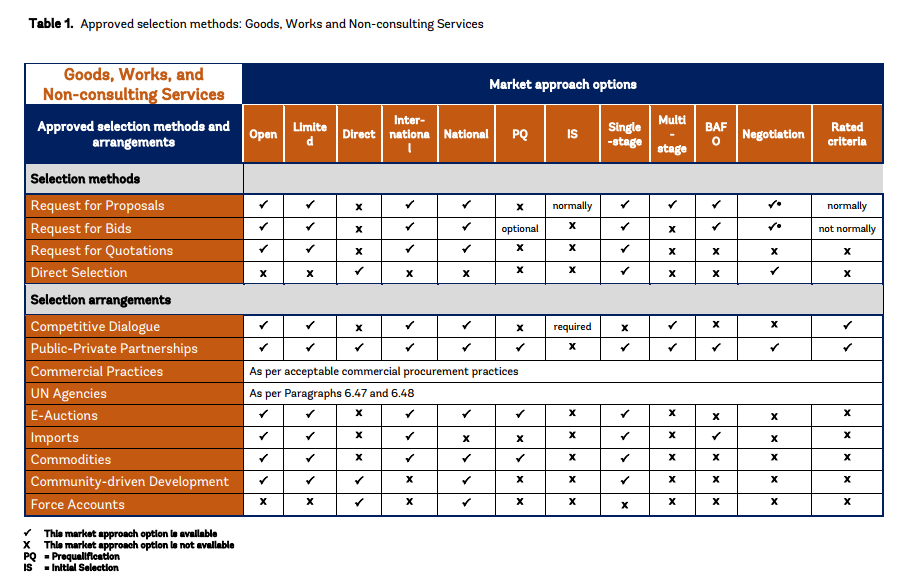 Table 1. Approved selection methods: Goods, Works and Non-consulting Services
Goods, Works, and
Non-consulting Services
Market approach options
Approved selection methods and
arrangements
Open
Limite
d
Direct
Inter-
nationa
l
National
PQ
IS
Single
-stage
Multi
-
stage
BAF
O
Negotiation
Rated
criteria
Selection methods
Request for Proposals ✓ ✓ x ✓ ✓ x normally ✓ ✓ ✓ ✓• normally
Request for Bids ✓ ✓ x ✓ ✓ optional x ✓ x ✓ ✓• not normally
Request for Quotations ✓ ✓ x ✓ ✓ x x ✓ x x x x
Direct Selection x x ✓ x x x x ✓ x x ✓ x
Selection arrangements
Competitive Dialogue ✓ ✓ x ✓ ✓ x required x ✓ x x ✓
Public-Private Partnerships ✓ ✓ ✓ ✓ ✓ ✓ x ✓ ✓ ✓ ✓ ✓
Commercial Practices As per acceptable commercial procurement practices
UN Agencies As per Paragraphs 6.47 and 6.48
E-Auctions ✓ ✓ x ✓ ✓ ✓ x ✓ x x x x
Imports ✓ ✓ x ✓ x x x ✓ x ✓ x x
Commodities ✓ ✓ x ✓ ✓ ✓ x ✓ x x x x
Community-driven Development ✓ ✓ ✓ x ✓ x x ✓ x x x x
Force Accounts x x ✓ x ✓ x x x x x x x
✓ This market approach option is available
X This market approach option is not available
PQ = Prequalification
IS = Initial Selection